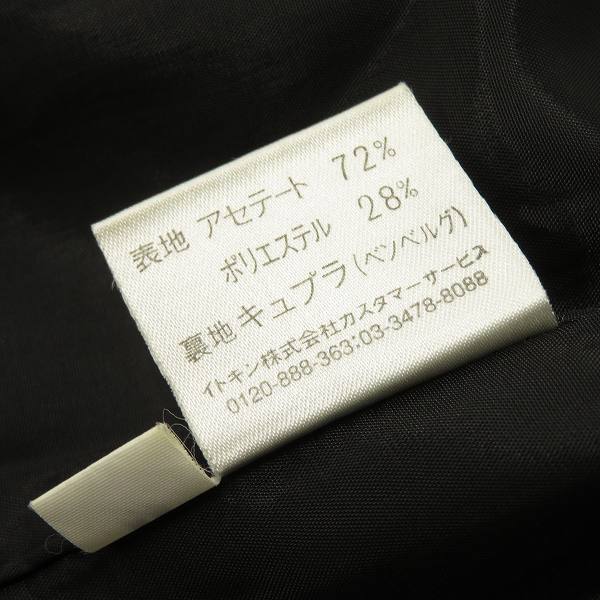 表地 アセテート 72%
ポリエステル 28%
裏地 キュプラ(ベンベルグ)
イトキン株式会社カスタマーサービス
0120-888-363:03-3478-8088